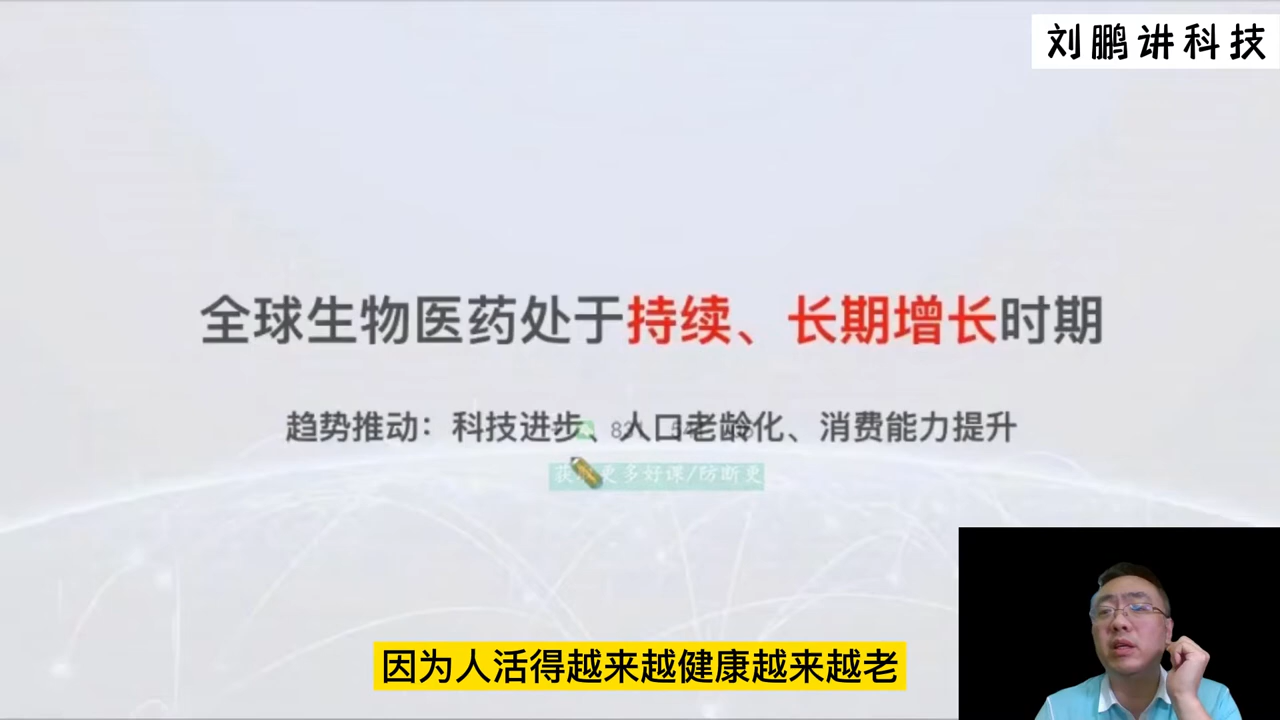 刘鹏讲科技
全球生物医药处于持续、长期增长时期
趋势推动：科技进步、人口老龄化、消费能力提升
更多好课/防断更
因为人活得越来越健康越来越老